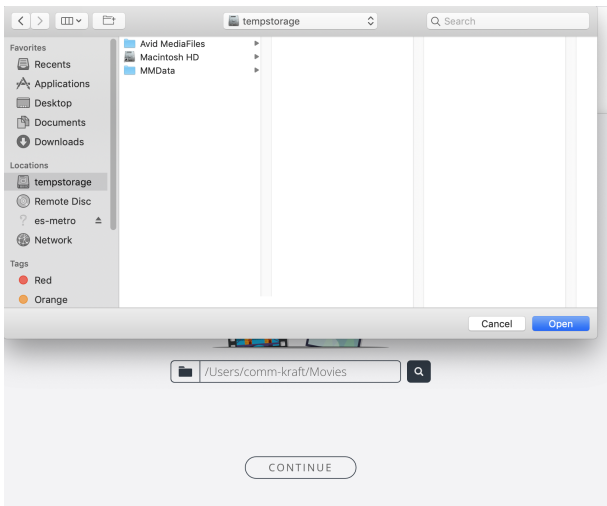 tempstorage
Search
Favorites
Recents
Applications
Desktop
Documents
Downloads
Locations
tempstorage
Remote Disc
es-metro
Network
Tags
Red
Orange
Avid MediaFiles
Macintosh HD
MMData
Cancel
Open
/Users/comm-kraft/Movies
CONTINUE